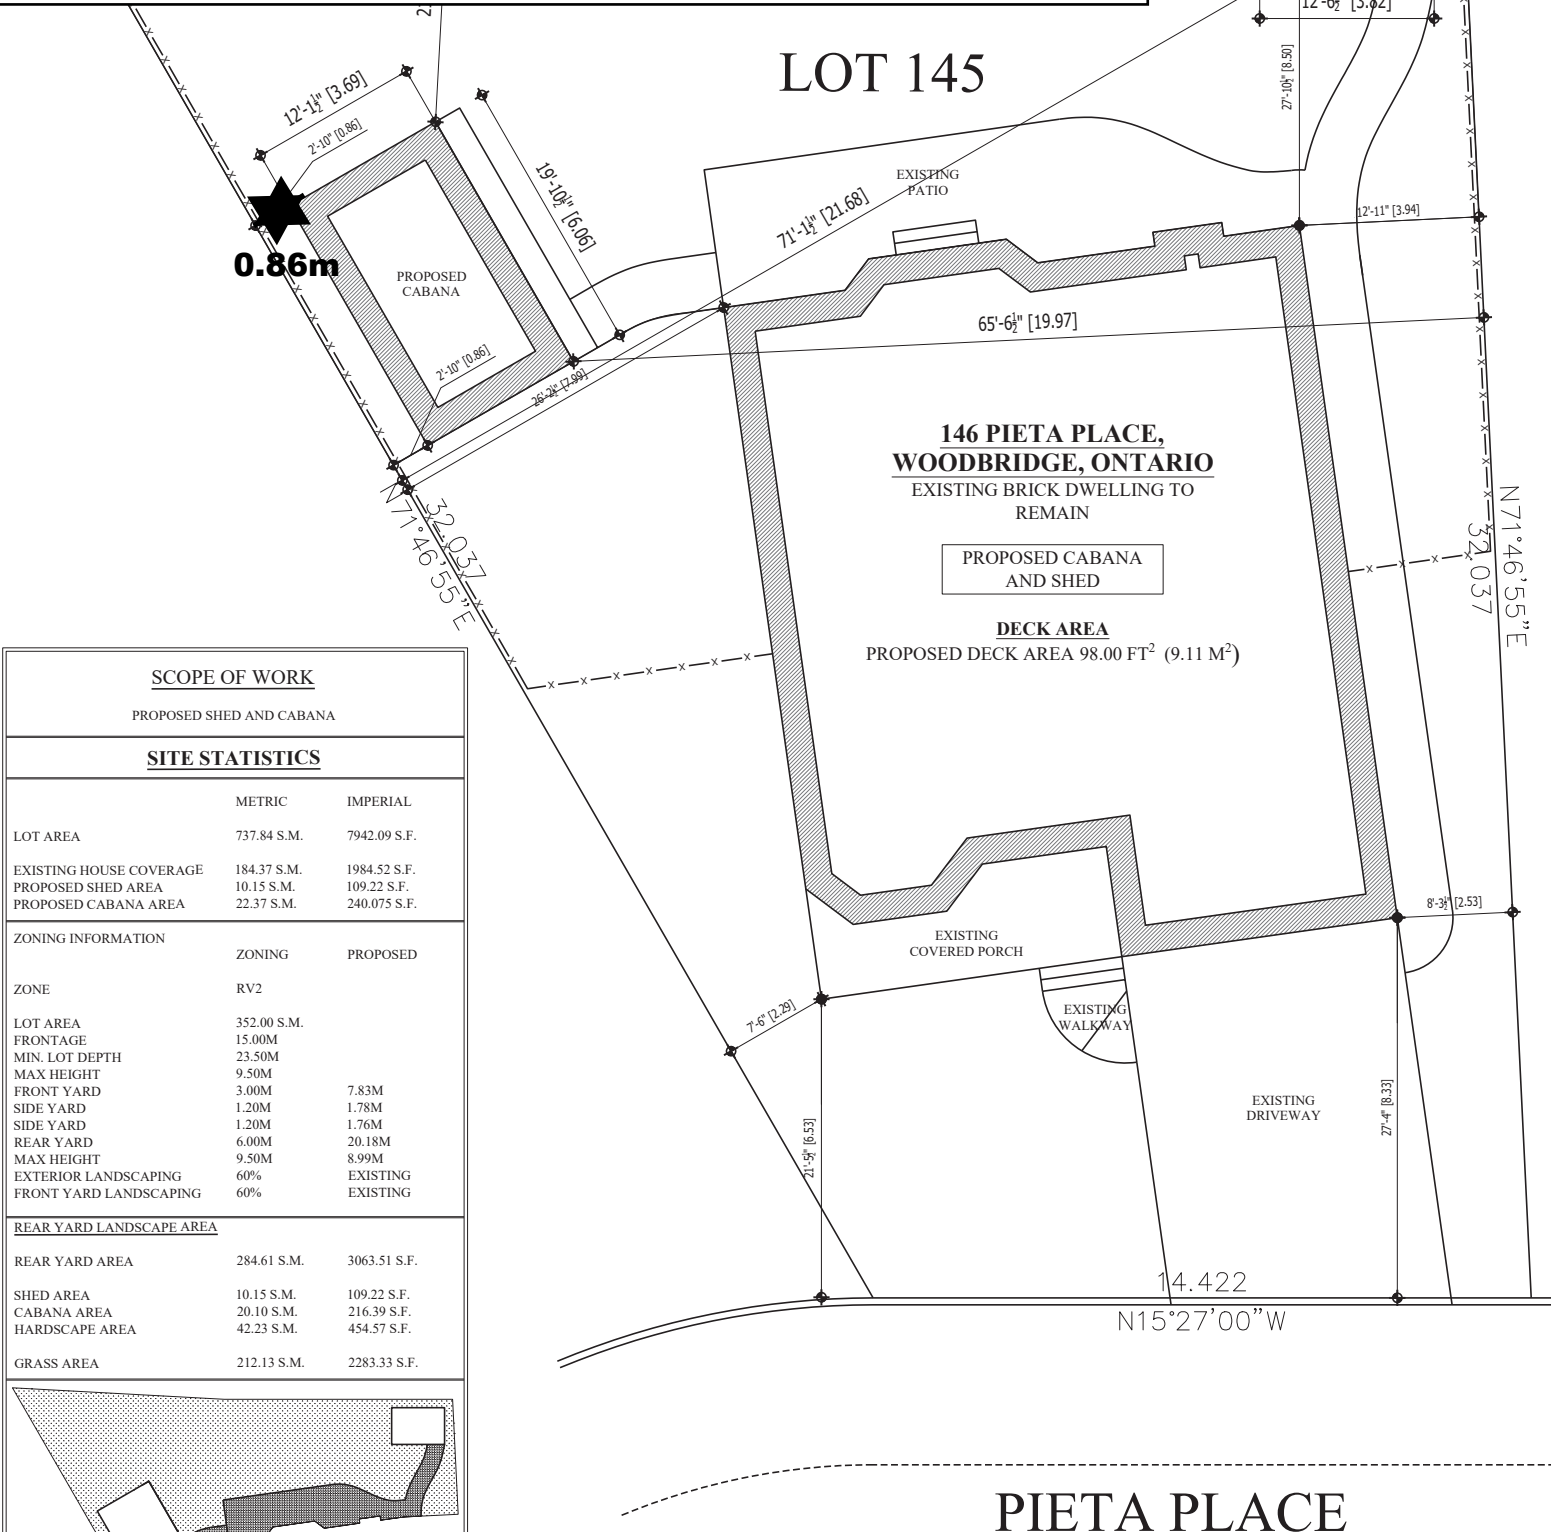 12'-6½" [3.82]
LOT 145
27'-10½" [8.50]
12'-1½" [3.69]
2'-10" [0.86]
19'-10½" [6.06]
EXISTING
PATIO
71'-1½" [21.68]
12'-11" [3.94]
0.86m
PROPOSED
CABANA
65'-6½" [19.97]
2'-10" [0.86]
26'-2½" [7.99]
146 PIETA PLACE,
WOODBRIDGE, ONTARIO
EXISTING BRICK DWELLING TO
REMAIN
PROPOSED CABANA
AND SHED
DECK AREA
PROPOSED DECK AREA 98.00 FT² (9.11 M²)
32.037
N71°46'55"E
N71°46'55"E
32.037
SCOPE OF WORK
PROPOSED SHED AND CABANA
SITE STATISTICS
METRIC IMPERIAL
LOT AREA 737.84 S.M. 7942.09 S.F.
EXISTING HOUSE COVERAGE 184.37 S.M. 1984.52 S.F.
PROPOSED SHED AREA 10.15 S.M. 109.22 S.F.
PROPOSED CABANA AREA 22.37 S.M. 240.075 S.F.
ZONING INFORMATION
ZONING PROPOSED
ZONE RV2
LOT AREA 352.00 S.M.
FRONTAGE 15.00M
MIN. LOT DEPTH 23.50M
MAX HEIGHT 9.50M
FRONT YARD 3.00M 7.83M
SIDE YARD 1.20M 1.78M
SIDE YARD 1.20M 1.76M
REAR YARD 6.00M 20.18M
MAX HEIGHT 9.50M 8.99M
EXTERIOR LANDSCAPING 60% EXISTING
FRONT YARD LANDSCAPING 60% EXISTING
REAR YARD LANDSCAPE AREA
REAR YARD AREA 284.61 S.M. 3063.51 S.F.
SHED AREA 10.15 S.M. 109.22 S.F.
CABANA AREA 20.10 S.M. 216.39 S.F.
HARDSCAPE AREA 42.23 S.M. 454.57 S.F.
GRASS AREA 212.13 S.M. 2283.33 S.F.
8'-3½" [2.53]
EXISTING
COVERED PORCH
7'-6" [2.29]
EXISTING
WALKWAY
EXISTING
DRIVEWAY
21'-5½" [6.53]
27'-4" [8.33]
14.422
N15°27'00"W
PIETA PLACE